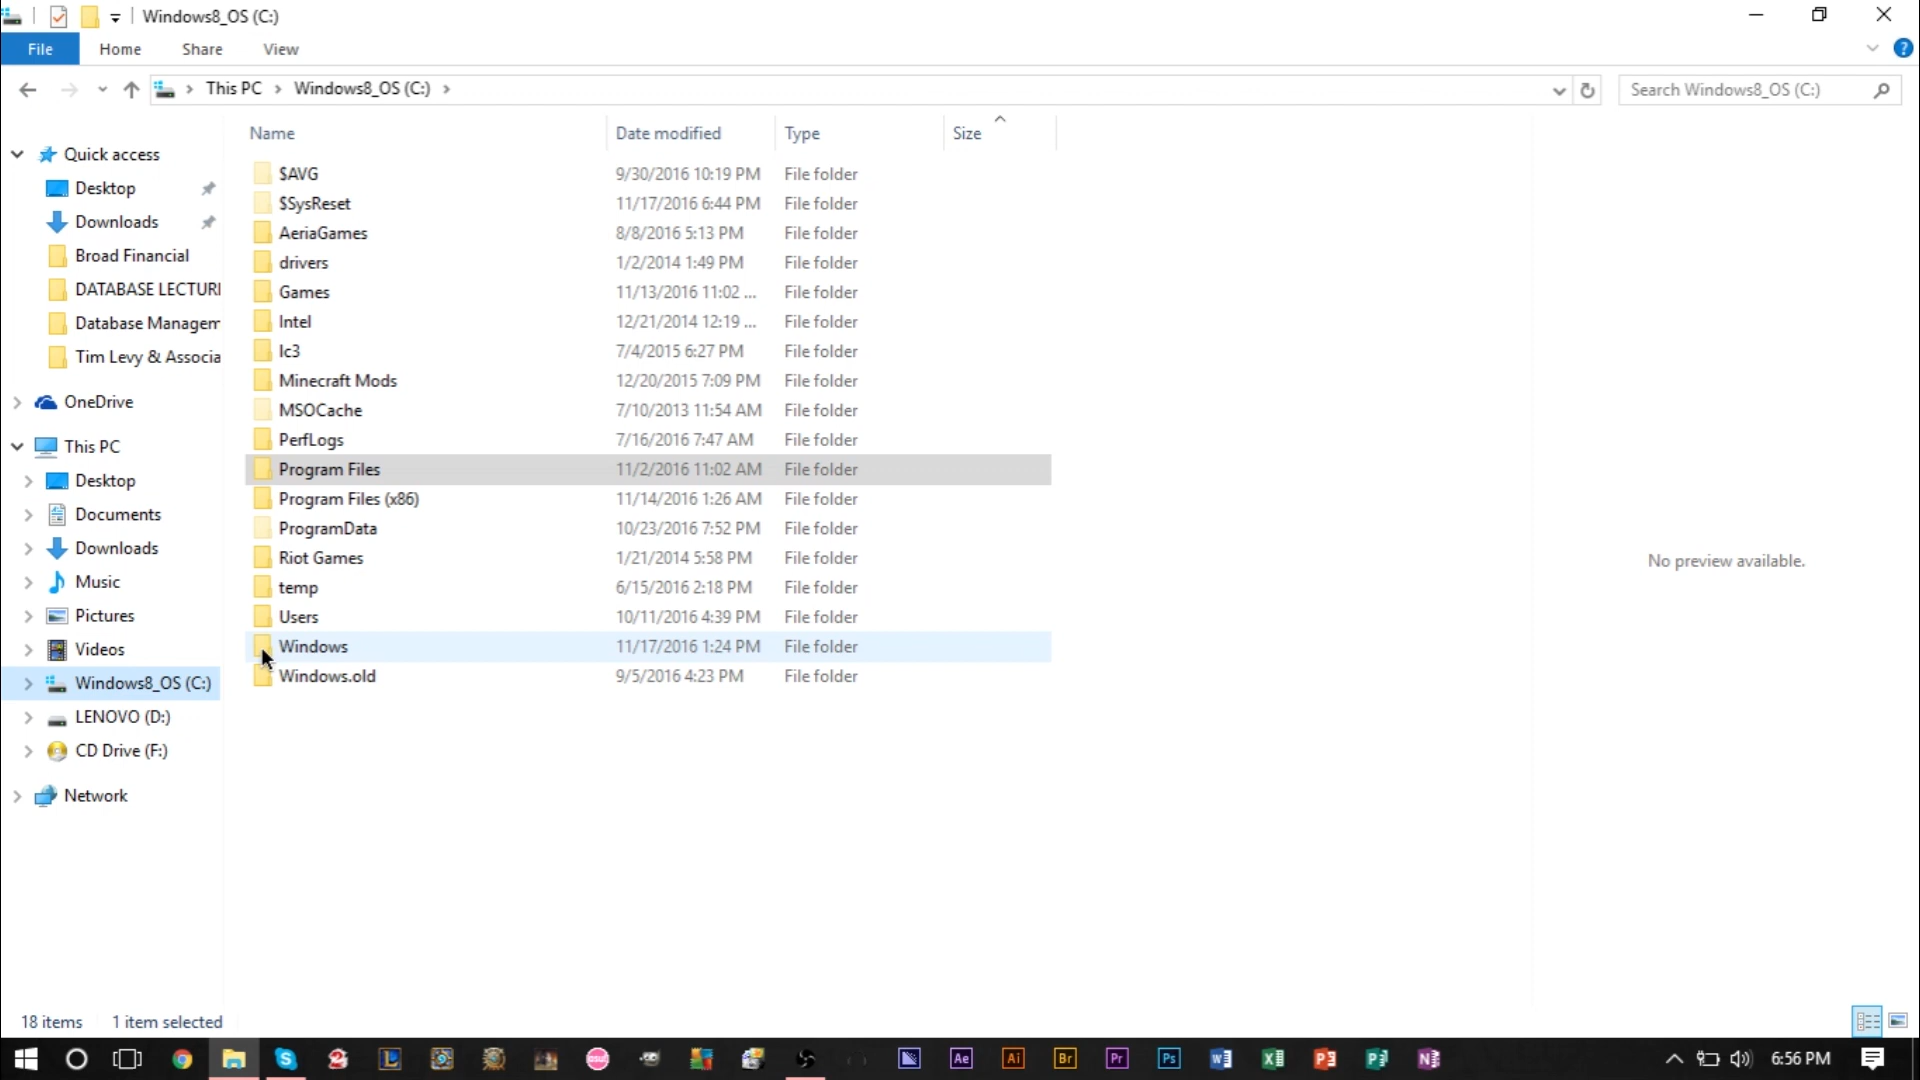 Windows8_OS (C:)
File Home Share View
This PC Windows8_OS (C:)
Search Windows8_OS (C:)
Name Date modified Type Size
Quick access
Desktop
Downloads
Broad Financial
DATABASE LECTURE
Database Managem
Tim Levy & Associa
OneDrive
This PC
Desktop
Documents
Downloads
Music
Pictures
Videos
Windows8_OS (C:)
LENOVO (D:)
CD Drive (F:)
Network
$AVG 9/30/2016 10:19 PM File folder
$SysReset 11/17/2016 6:44 PM File folder
AeriaGames 8/8/2016 5:13 PM File folder
drivers 1/2/2014 1:49 PM File folder
Games 11/13/2016 11:02 ... File folder
Intel 12/21/2014 12:19 ... File folder
lc3 7/4/2015 6:27 PM File folder
Minecraft Mods 12/20/2015 7:09 PM File folder
MSOCache 7/10/2013 11:54 AM File folder
PerfLogs 7/16/2016 7:47 AM File folder
Program Files 11/2/2016 11:02 AM File folder
Program Files (x86) 11/14/2016 1:26 AM File folder
ProgramData 10/23/2016 7:52 PM File folder
Riot Games 1/21/2014 5:58 PM File folder
temp 6/15/2016 2:18 PM File folder
Users 10/11/2016 4:39 PM File folder
Windows 11/17/2016 1:24 PM File folder
Windows.old 9/5/2016 4:23 PM File folder
No preview available.
18 items 1 item selected
osu! Ae Ai Br Pr Ps
6:56 PM